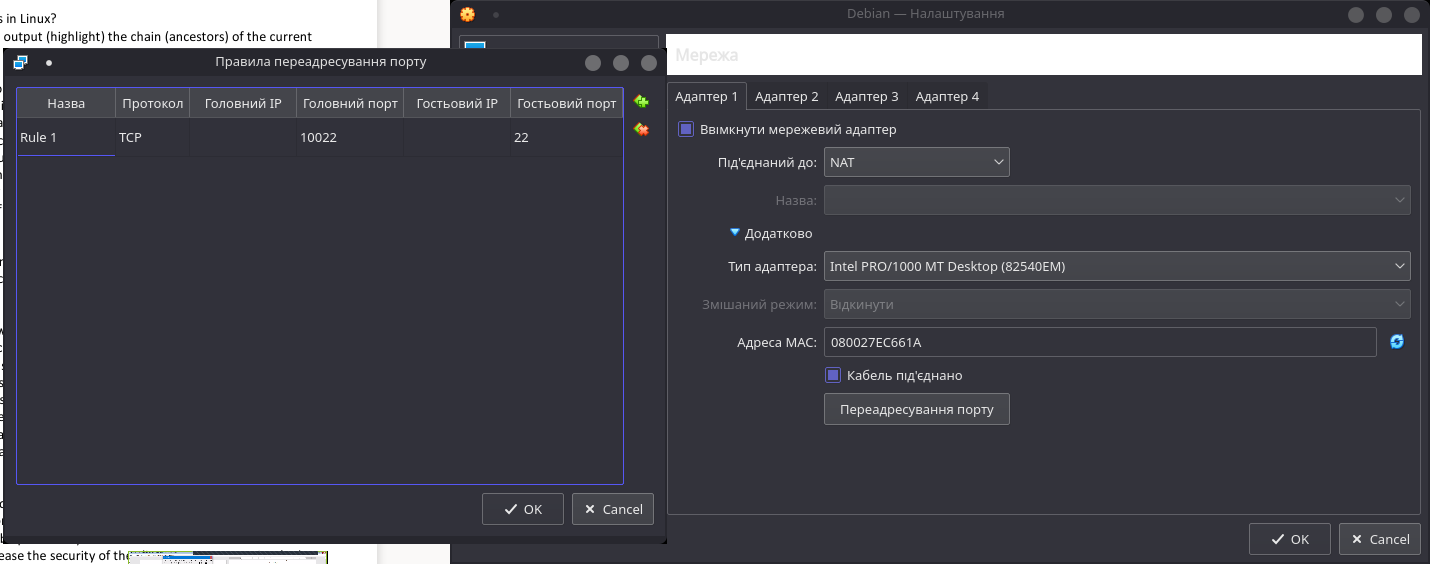 s in Linux?
output (highlight) the chain (ancestors) of the current
ease the security of the
Правила переадресування порту
Назва Протокол Головний IP Головний порт Гостьовий IP Гостьовий порт
Rule 1 TCP 10022 22
OK Cancel
Debian — Налаштування
Мережа
Адаптер 1 Адаптер 2 Адаптер 3 Адаптер 4
Ввімкнути мережевий адаптер
Під'єднаний до: NAT
Назва:
Додатково
Тип адаптера: Intel PRO/1000 MT Desktop (82540EM)
Змішаний режим: Відкинути
Адреса MAC: 080027EC661A
Кабель під'єднано
Переадресування порту
OK Cancel